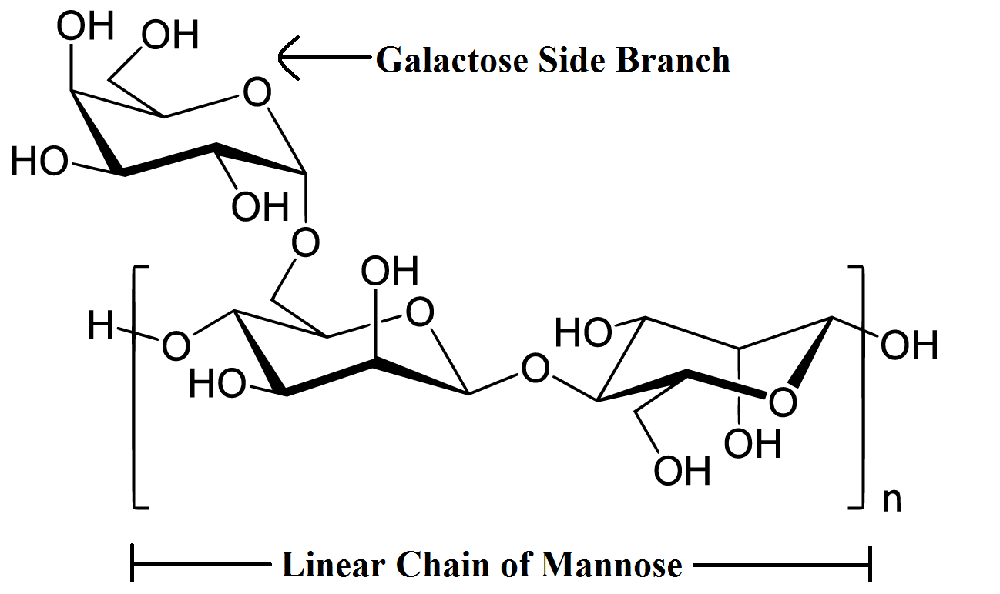 OH
OH
Galactose Side Branch
O
HO
OH
O
OH
O
H
HO
O
OH
O
HO
O
OH
OH
n
Linear Chain of Mannose